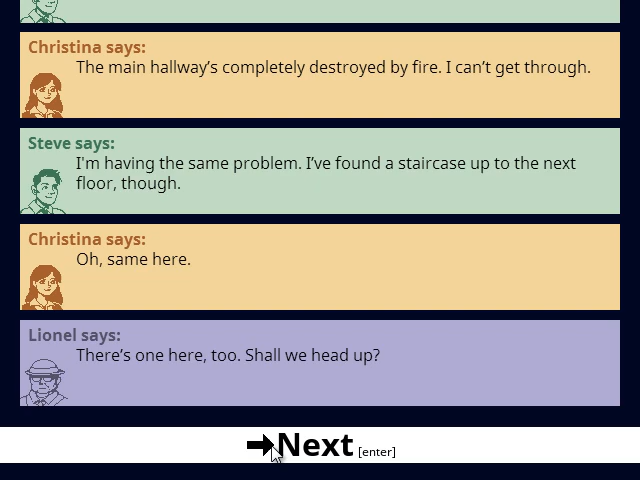 Christina says:
The main hallway’s completely destroyed by fire. I can’t get through.
Steve says:
I'm having the same problem. I’ve found a staircase up to the next
floor, though.
Christina says:
Oh, same here.
Lionel says:
There’s one here, too. Shall we head up?
Next [enter]